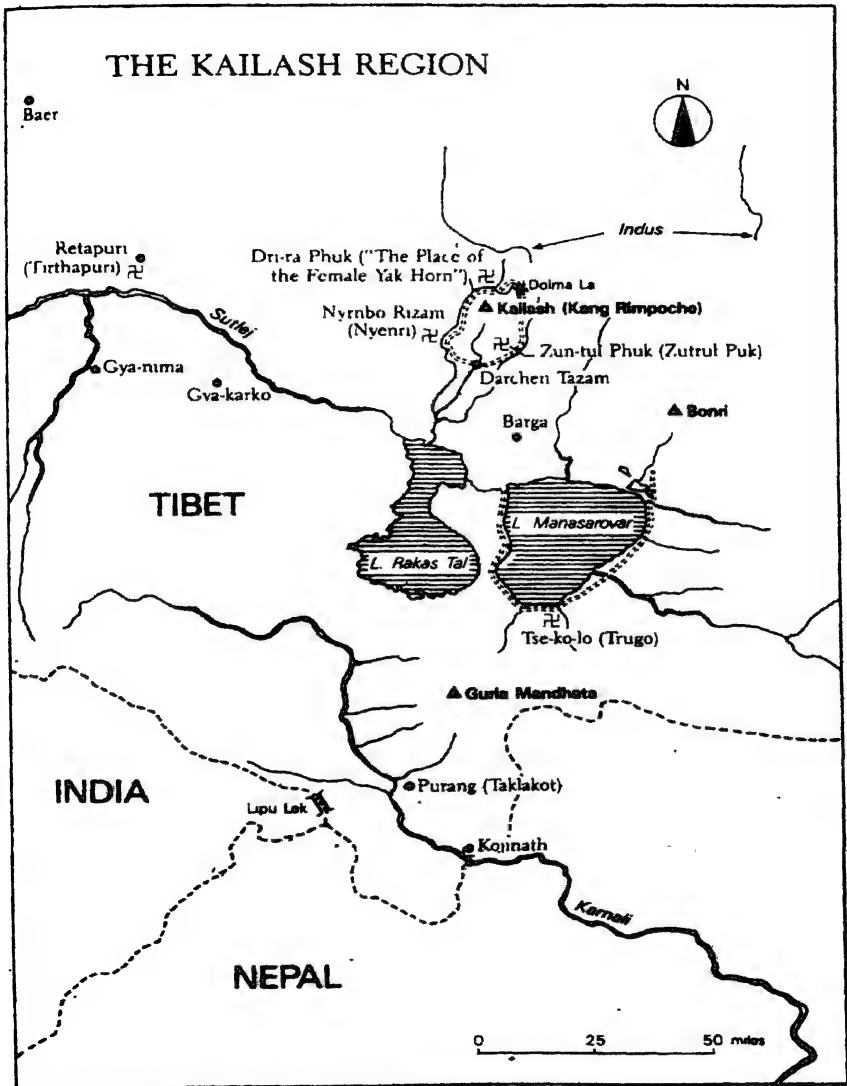 THE KAILASH REGION
N
Baer
Indus
Retapuri
(Tirthapuri)
Dri-ra Phuk ("The Place of
the Female Yak Horn")
Dolma La
Kailash (Kang Rimpoche)
Nyrnbo Rizam
(Nyenri)
Sutlej
Zun-tul Phuk (Zutrul Puk)
Gya-nima
Darchen Tazam
Gya-karko
Barga
Bonri
TIBET
L. Manasarovar
L. Rakas Tal
Tse-ko-lo (Trugo)
Gurla Mandhata
INDIA
Purang (Taklakot)
Lipu Lek
Kojnath
Karnali
NEPAL
0 25 50 miles